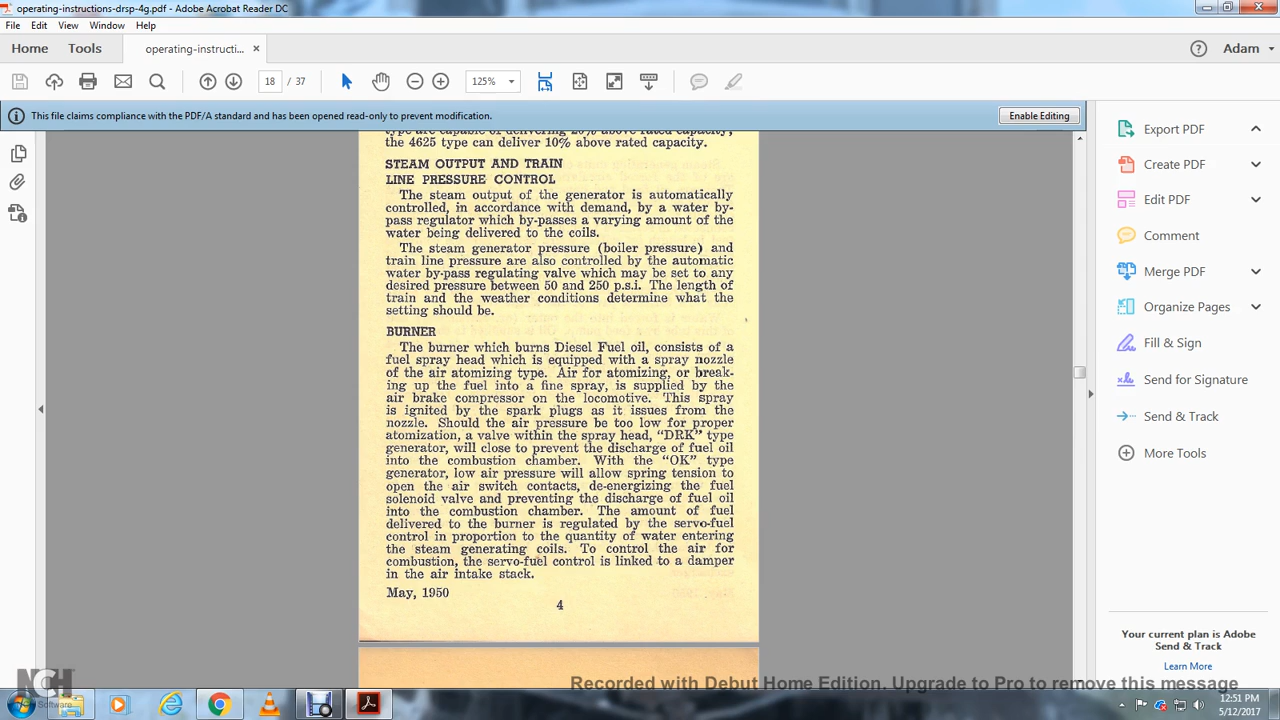 operating-instructions-drsp-4g.pdf - Adobe Acrobat Reader DC
File Edit View Window Help
Home Tools operating-instructi... × Adam
18 / 37 125%
This file claims compliance with the PDF/A standard and has been opened read-only to prevent modification. Enable Editing
type are capable of delivering 20% above rated capacity;
the 4625 type can deliver 10% above rated capacity.
STEAM OUTPUT AND TRAIN
LINE PRESSURE CONTROL
The steam output of the generator is automatically
controlled, in accordance with demand, by a water by-
pass regulator which by-passes a varying amount of the
water being delivered to the coils.
The steam generator pressure (boiler pressure) and
train line pressure are also controlled by the automatic
water by-pass regulating valve which may be set to any
desired pressure between 50 and 250 p.s.i. The length of
train and the weather conditions determine what the
setting should be.
BURNER
The burner which burns Diesel Fuel oil, consists of a
fuel spray head which is equipped with a spray nozzle
of the air atomizing type. Air for atomizing, or break-
ing up the fuel into a fine spray, is supplied by the
air brake compressor on the locomotive. This spray
is ignited by the spark plugs as it issues from the
nozzle. Should the air pressure be too low for proper
atomization, a valve within the spray head, "DRK" type
generator, will close to prevent the discharge of fuel oil
into the combustion chamber. With the "OK" type
generator, low air pressure will allow spring tension to
open the air switch contacts, de-energizing the fuel
solenoid valve and preventing the discharge of fuel oil
into the combustion chamber. The amount of fuel
delivered to the burner is regulated by the servo-fuel
control in proportion to the quantity of water entering
the steam generating coils. To control the air for
combustion, the servo-fuel control is linked to a damper
in the air intake stack.
May, 1950
4
Export PDF
Create PDF
Edit PDF
Comment
Merge PDF
Organize Pages
Fill & Sign
Send for Signature
Send & Track
More Tools
Your current plan is Adobe
Send & Track
Learn More
NCH
Software
Recorded with Debut Home Edition. Upgrade to Pro to remove this message
12:51 PM
5/12/2017